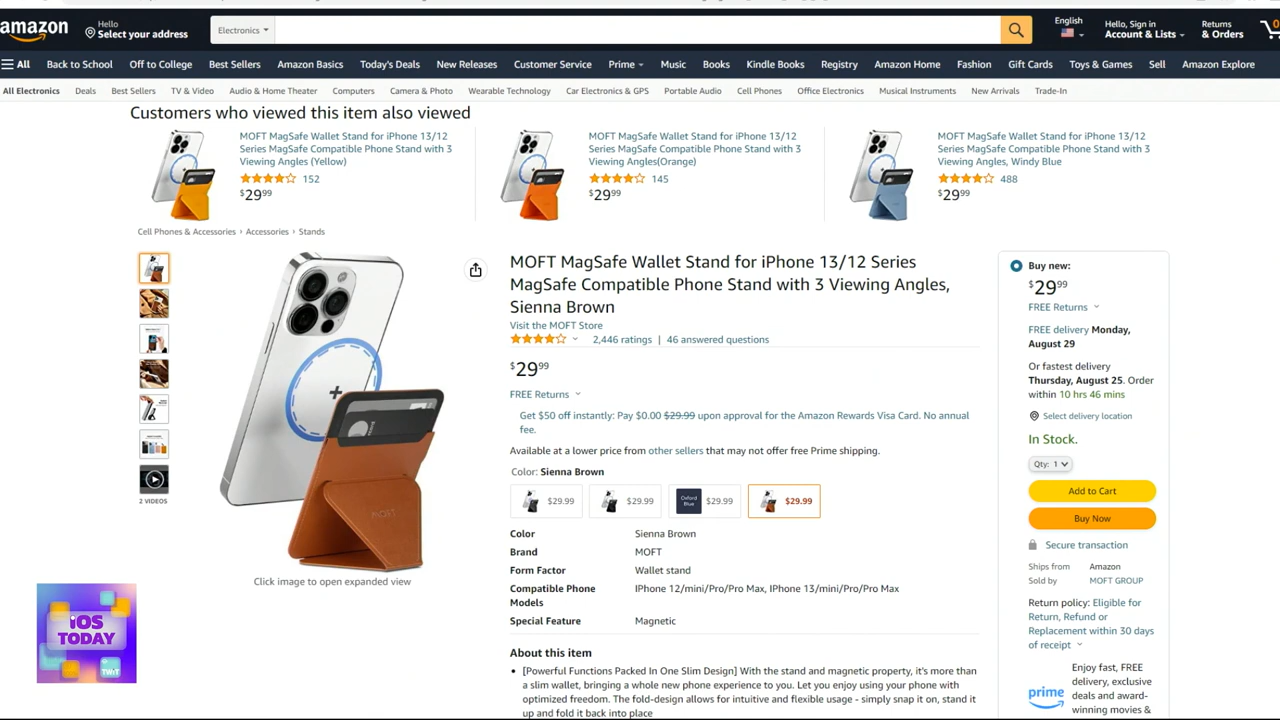 amazon
Hello
Select your address
Electronics
English
Hello, Sign in
Account & Lists
Returns
& Orders
0
All
Back to School
Off to College
Best Sellers
Amazon Basics
Today's Deals
New Releases
Customer Service
Prime
Music
Books
Kindle Books
Registry
Amazon Home
Fashion
Gift Cards
Toys & Games
Sell
Amazon Explore
All Electronics
Deals
Best Sellers
TV & Video
Audio & Home Theater
Computers
Camera & Photo
Wearable Technology
Car Electronics & GPS
Portable Audio
Cell Phones
Office Electronics
Musical Instruments
New Arrivals
Trade-In
Customers who viewed this item also viewed
MOFT MagSafe Wallet Stand for iPhone 13/12
Series MagSafe Compatible Phone Stand with 3
Viewing Angles (Yellow)
152
$29.99
MOFT MagSafe Wallet Stand for iPhone 13/12
Series MagSafe Compatible Phone Stand with 3
Viewing Angles(Orange)
145
$29.99
MOFT MagSafe Wallet Stand for iPhone 13/12
Series MagSafe Compatible Phone Stand with 3
Viewing Angles, Windy Blue
488
$29.99
Cell Phones & Accessories › Accessories › Stands
2 VIDEOS
MOFT
Click image to open expanded view
iOS
TODAY
TWiT
MOFT MagSafe Wallet Stand for iPhone 13/12 Series
MagSafe Compatible Phone Stand with 3 Viewing Angles,
Sienna Brown
Visit the MOFT Store
2,446 ratings | 46 answered questions
$29.99
FREE Returns
Get $50 off instantly: Pay $0.00 $29.99 upon approval for the Amazon Rewards Visa Card. No annual
fee.
Available at a lower price from other sellers that may not offer free Prime shipping.
Color: Sienna Brown
$29.99
$29.99
Oxford
Blue
$29.99
$29.99
Color Sienna Brown
Brand MOFT
Form Factor Wallet stand
Compatible Phone IPhone 12/mini/Pro/Pro Max, IPhone 13/mini/Pro/Pro Max
Models
Special Feature Magnetic
About this item
• [Powerful Functions Packed In One Slim Design] With the stand and magnetic property, it's more than
a slim wallet, bringing a whole new phone experience to you. Let you enjoy using your phone with
optimized freedom. The fold-design allows for intuitive and flexible usage - simply snap it on, stand it
up and fold it back into place
Buy new:
$29.99
FREE Returns
FREE delivery Monday,
August 29
Or fastest delivery
Thursday, August 25. Order
within 10 hrs 46 mins
Select delivery location
In Stock.
Qty: 1
Add to Cart
Buy Now
Secure transaction
Ships from Amazon
Sold by MOFT GROUP
Return policy: Eligible for
Return, Refund or
Replacement within 30 days
of receipt
prime
Enjoy fast, FREE
delivery, exclusive
deals and award-
winning movies &